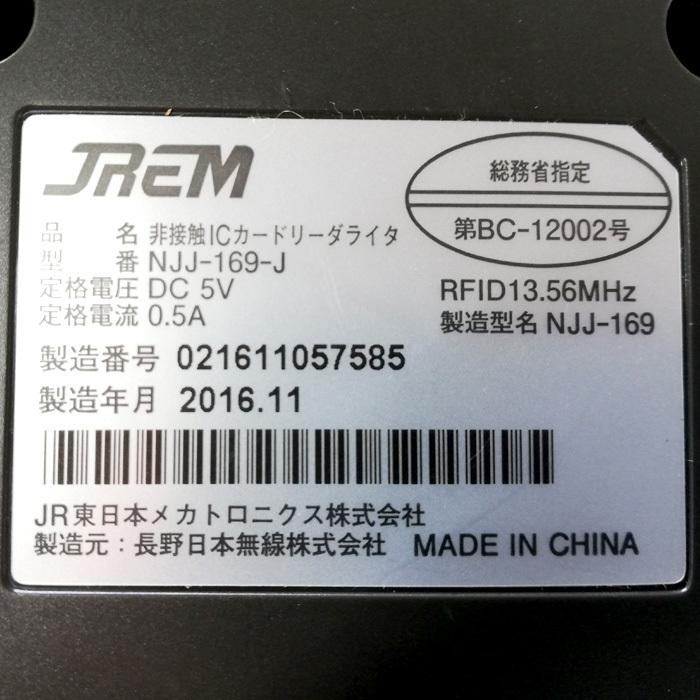 JREM
総務省指定
第BC-12002号
品 名 非接触ICカードリーダライタ
型 番 NJJ-169-J
定格電圧 DC 5V
定格電流 0.5A
RFID13.56MHz
製造型名 NJJ-169
製造番号 021611057585
製造年月 2016.11
JR東日本メカトロニクス株式会社
製造元：長野日本無線株式会社 MADE IN CHINA